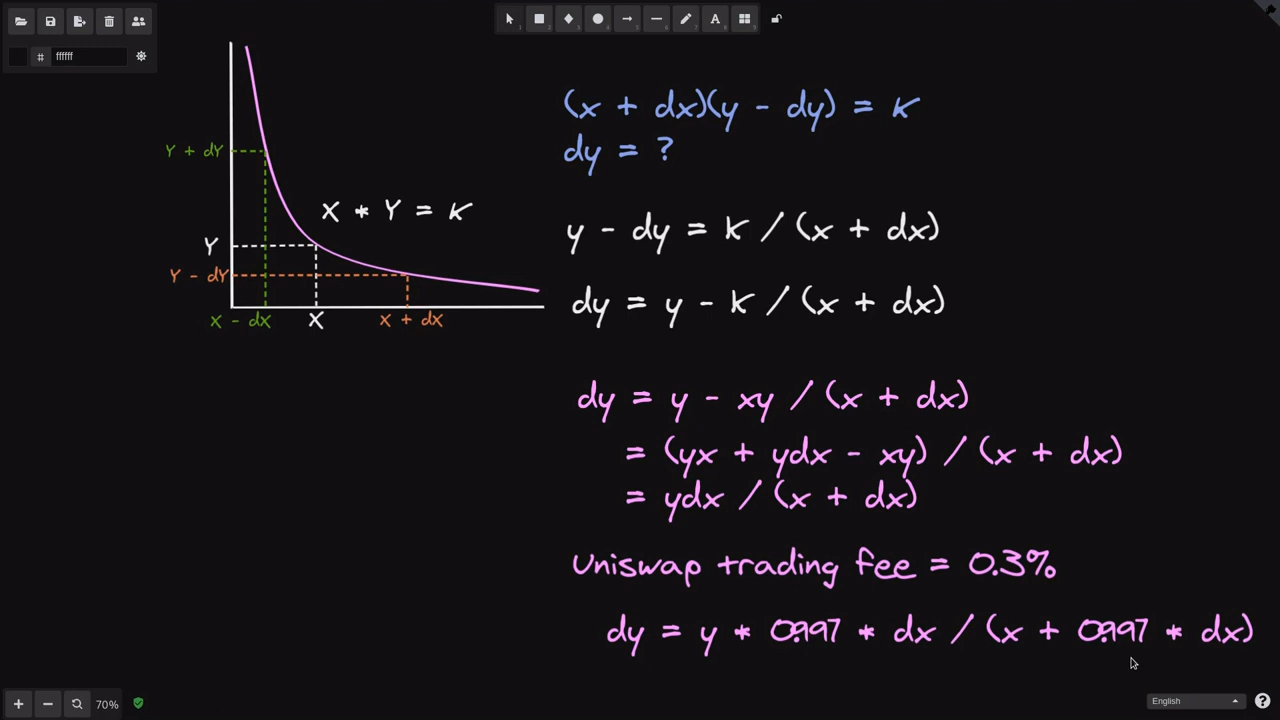 ffffff
Y + dY
X * Y = K
Y
Y - dY
x - dx
X
x + dx
(x + dx)(y - dy) = K
dy = ?
y - dy = K / (x + dx)
dy = y - K / (x + dx)
dy = y - xy / (x + dx)
= (yx + ydx - xy) / (x + dx)
= ydx / (x + dx)
Uniswap trading fee = 0.3%
dy = y * 0.997 * dx / (x + 0.997 * dx)
70%
English